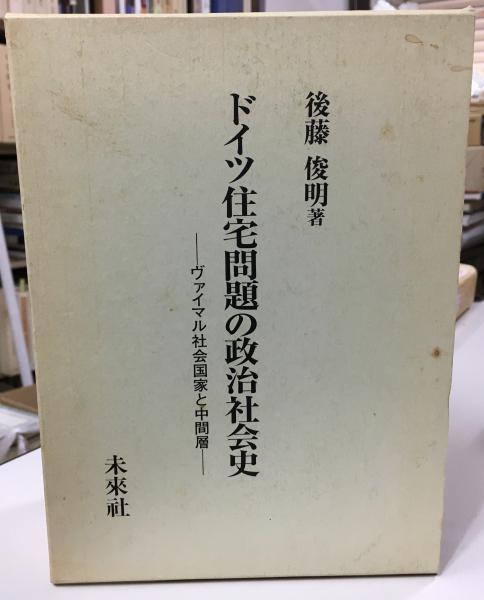 後藤 俊明著
ドイツ住宅問題の政治社会史
――ヴァイマル社会国家と中間層――
未來社